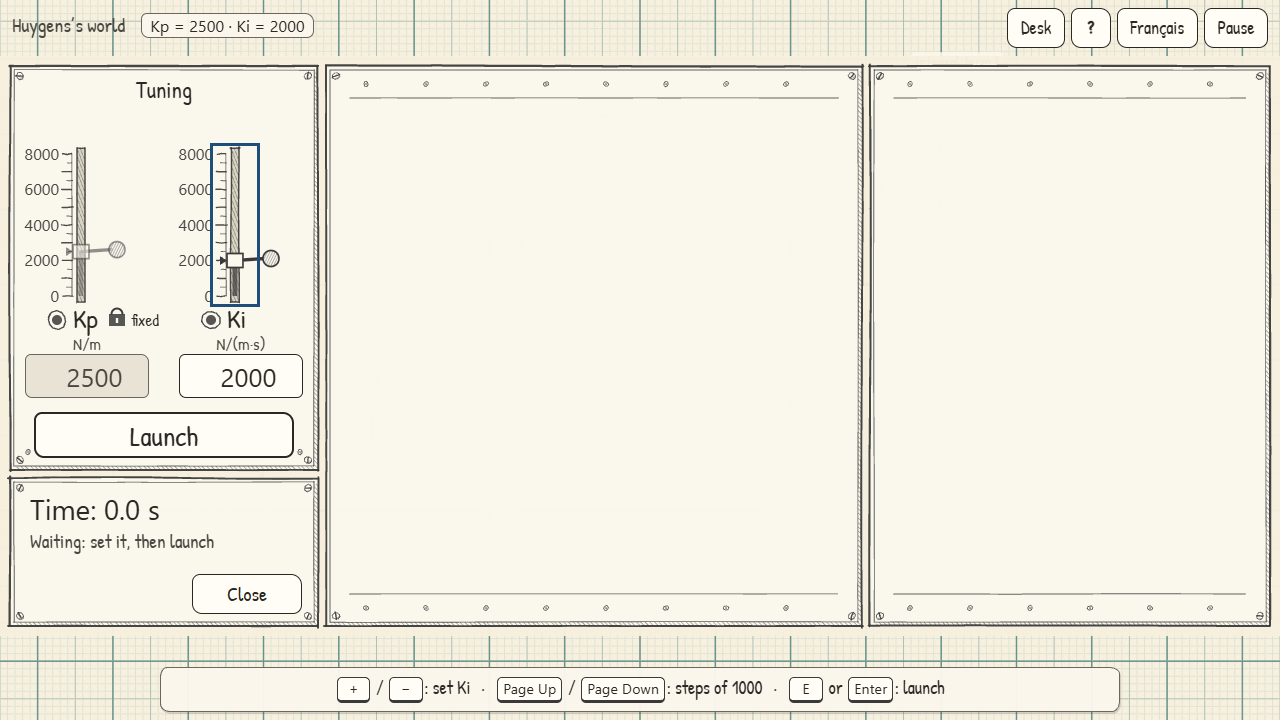 Huygens's world
Kp = 2500 · Ki = 2000
Desk
?
Français
Pause
Tuning
8000
6000
4000
2000
0
Kp
fixed
N/m
2500
8000
6000
4000
2000
0
Ki
N/(m·s)
2000
Launch
Time: 0.0 s
Waiting: set it, then launch
Close
+ / − : set Ki · Page Up / Page Down : steps of 1000 · E or Enter : launch